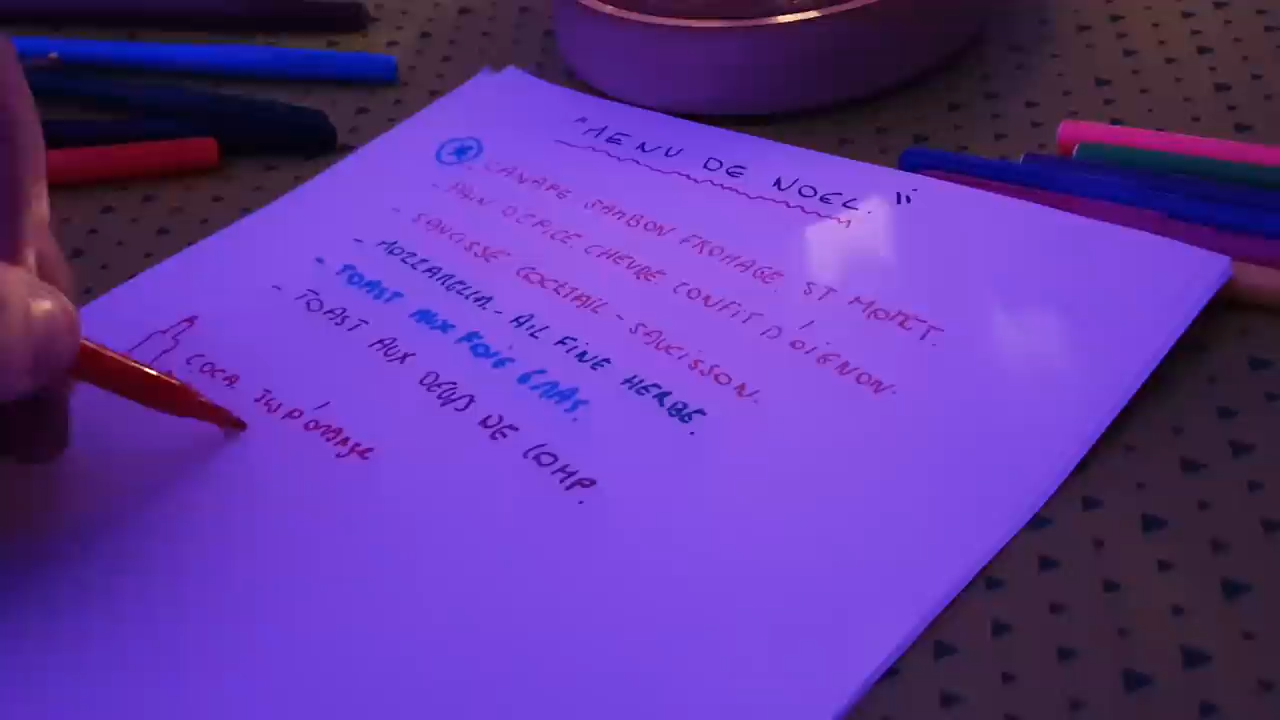 "MENU DE NOEL."
- CANAPE JAMBON FROMAGE. ST MORET.
- PAIN DEPICE. CHEVRE CONFIT D'OIGNON.
- SAUCISSE COCKTAIL - SAUCISSON.
- MOZZARELLA - AIL FINE HERBE.
- TOAST AUX FOIE GRAS.
- TOAST AUX OEUFS DE LOMP.
COCA JUS D'ORANGE